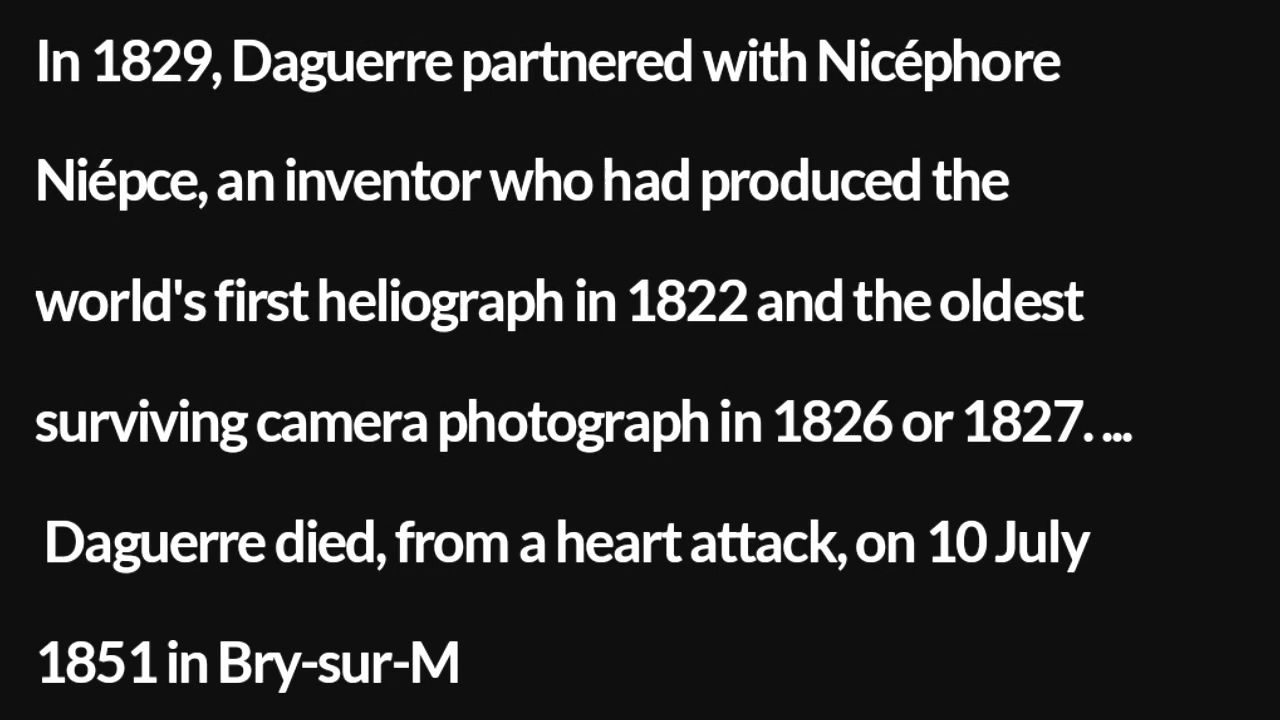 In 1829, Daguerre partnered with Nicéphore
Niépce, an inventor who had produced the
world's first heliograph in 1822 and the oldest
surviving camera photograph in 1826 or 1827. ...
Daguerre died, from a heart attack, on 10 July
1851 in Bry-sur-M